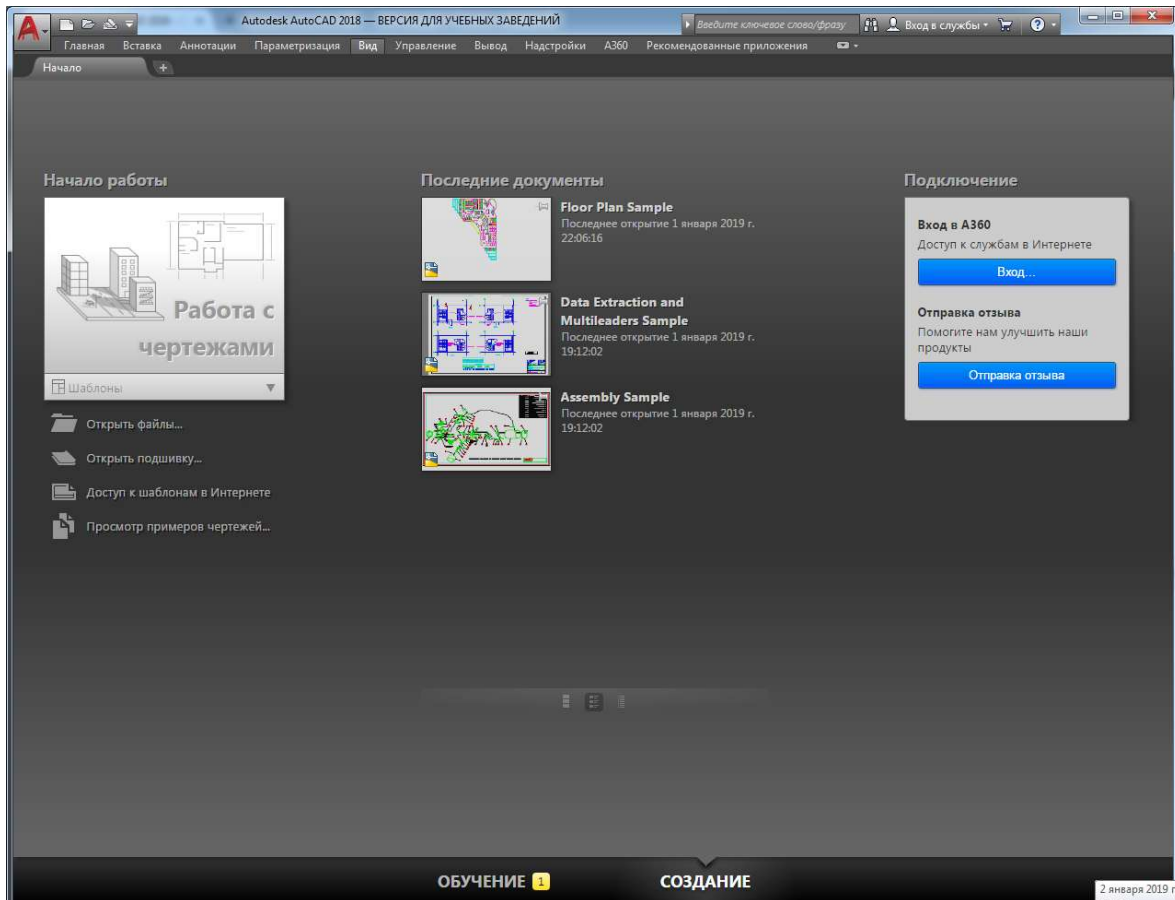 Autodesk AutoCAD 2018 — ВЕРСИЯ ДЛЯ УЧЕБНЫХ ЗАВЕДЕНИЙ
Введите ключевое слово/фразу
Вход в службы
Главная Вставка Аннотации Параметризация Вид Управление Вывод Надстройки A360 Рекомендованные приложения
Начало
Начало работы
Работа с
чертежами
Шаблоны
Открыть файлы...
Открыть подшивку...
Доступ к шаблонам в Интернете
Просмотр примеров чертежей...
Последние документы
Floor Plan Sample
Последнее открытие 1 января 2019 г.
22:06:16
Data Extraction and
Multileaders Sample
Последнее открытие 1 января 2019 г.
19:12:02
Assembly Sample
Последнее открытие 1 января 2019 г.
19:12:02
Подключение
Вход в A360
Доступ к службам в Интернете
Вход...
Отправка отзыва
Помогите нам улучшить наши
продукты
Отправка отзыва
ОБУЧЕНИЕ 1
СОЗДАНИЕ
2 января 2019 г